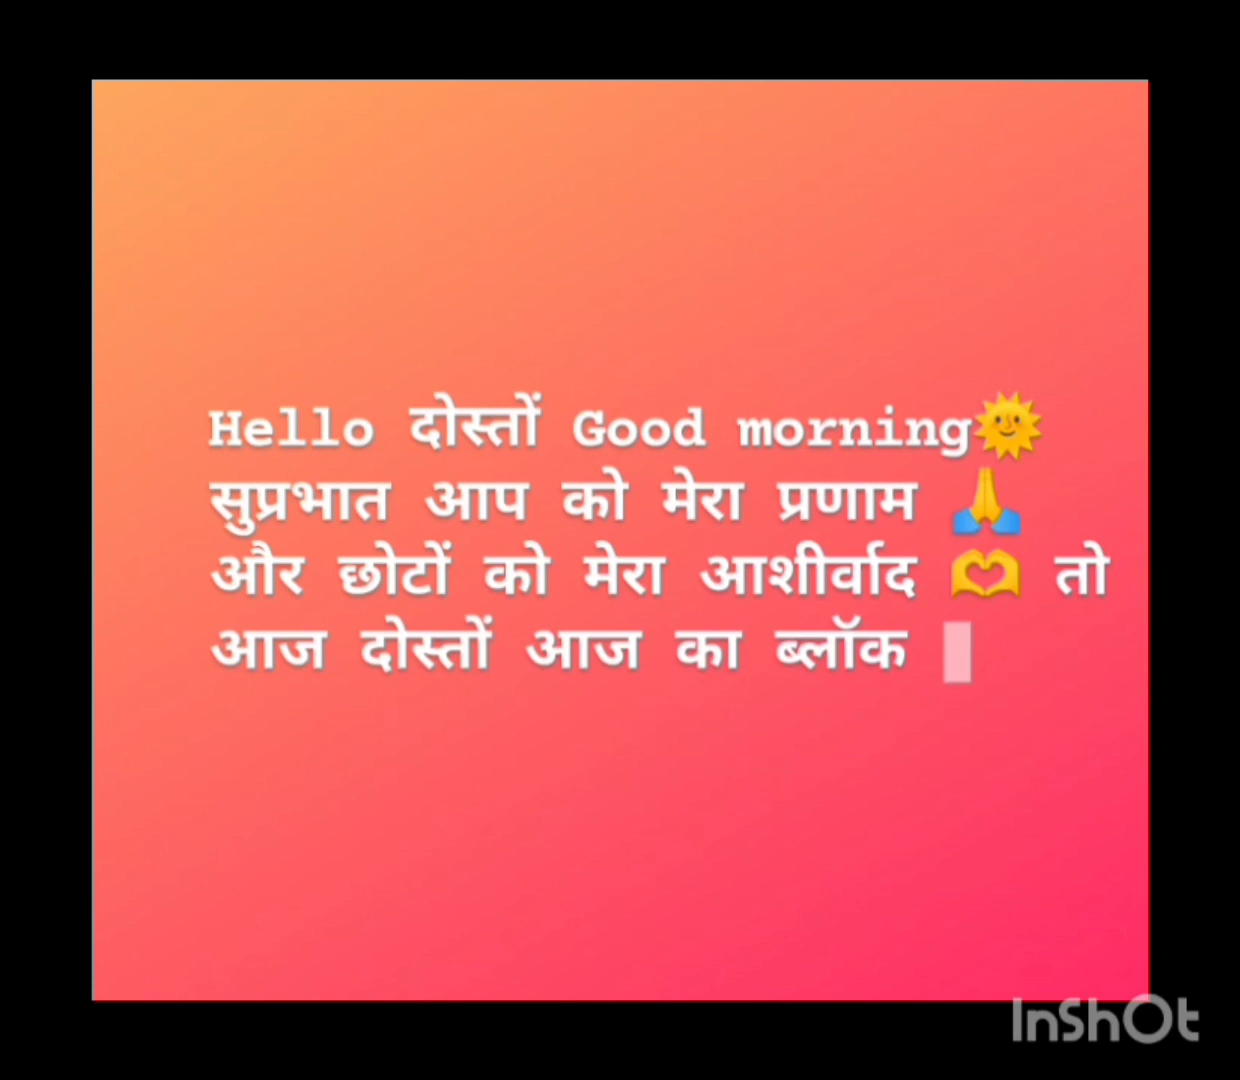 Hello दोस्तों Good morning🌞
सुप्रभात आप को मेरा प्रणाम 🙏
और छोटों को मेरा आशीर्वाद 🫶 तो
आज दोस्तों आज का ब्लॉक
InShOt